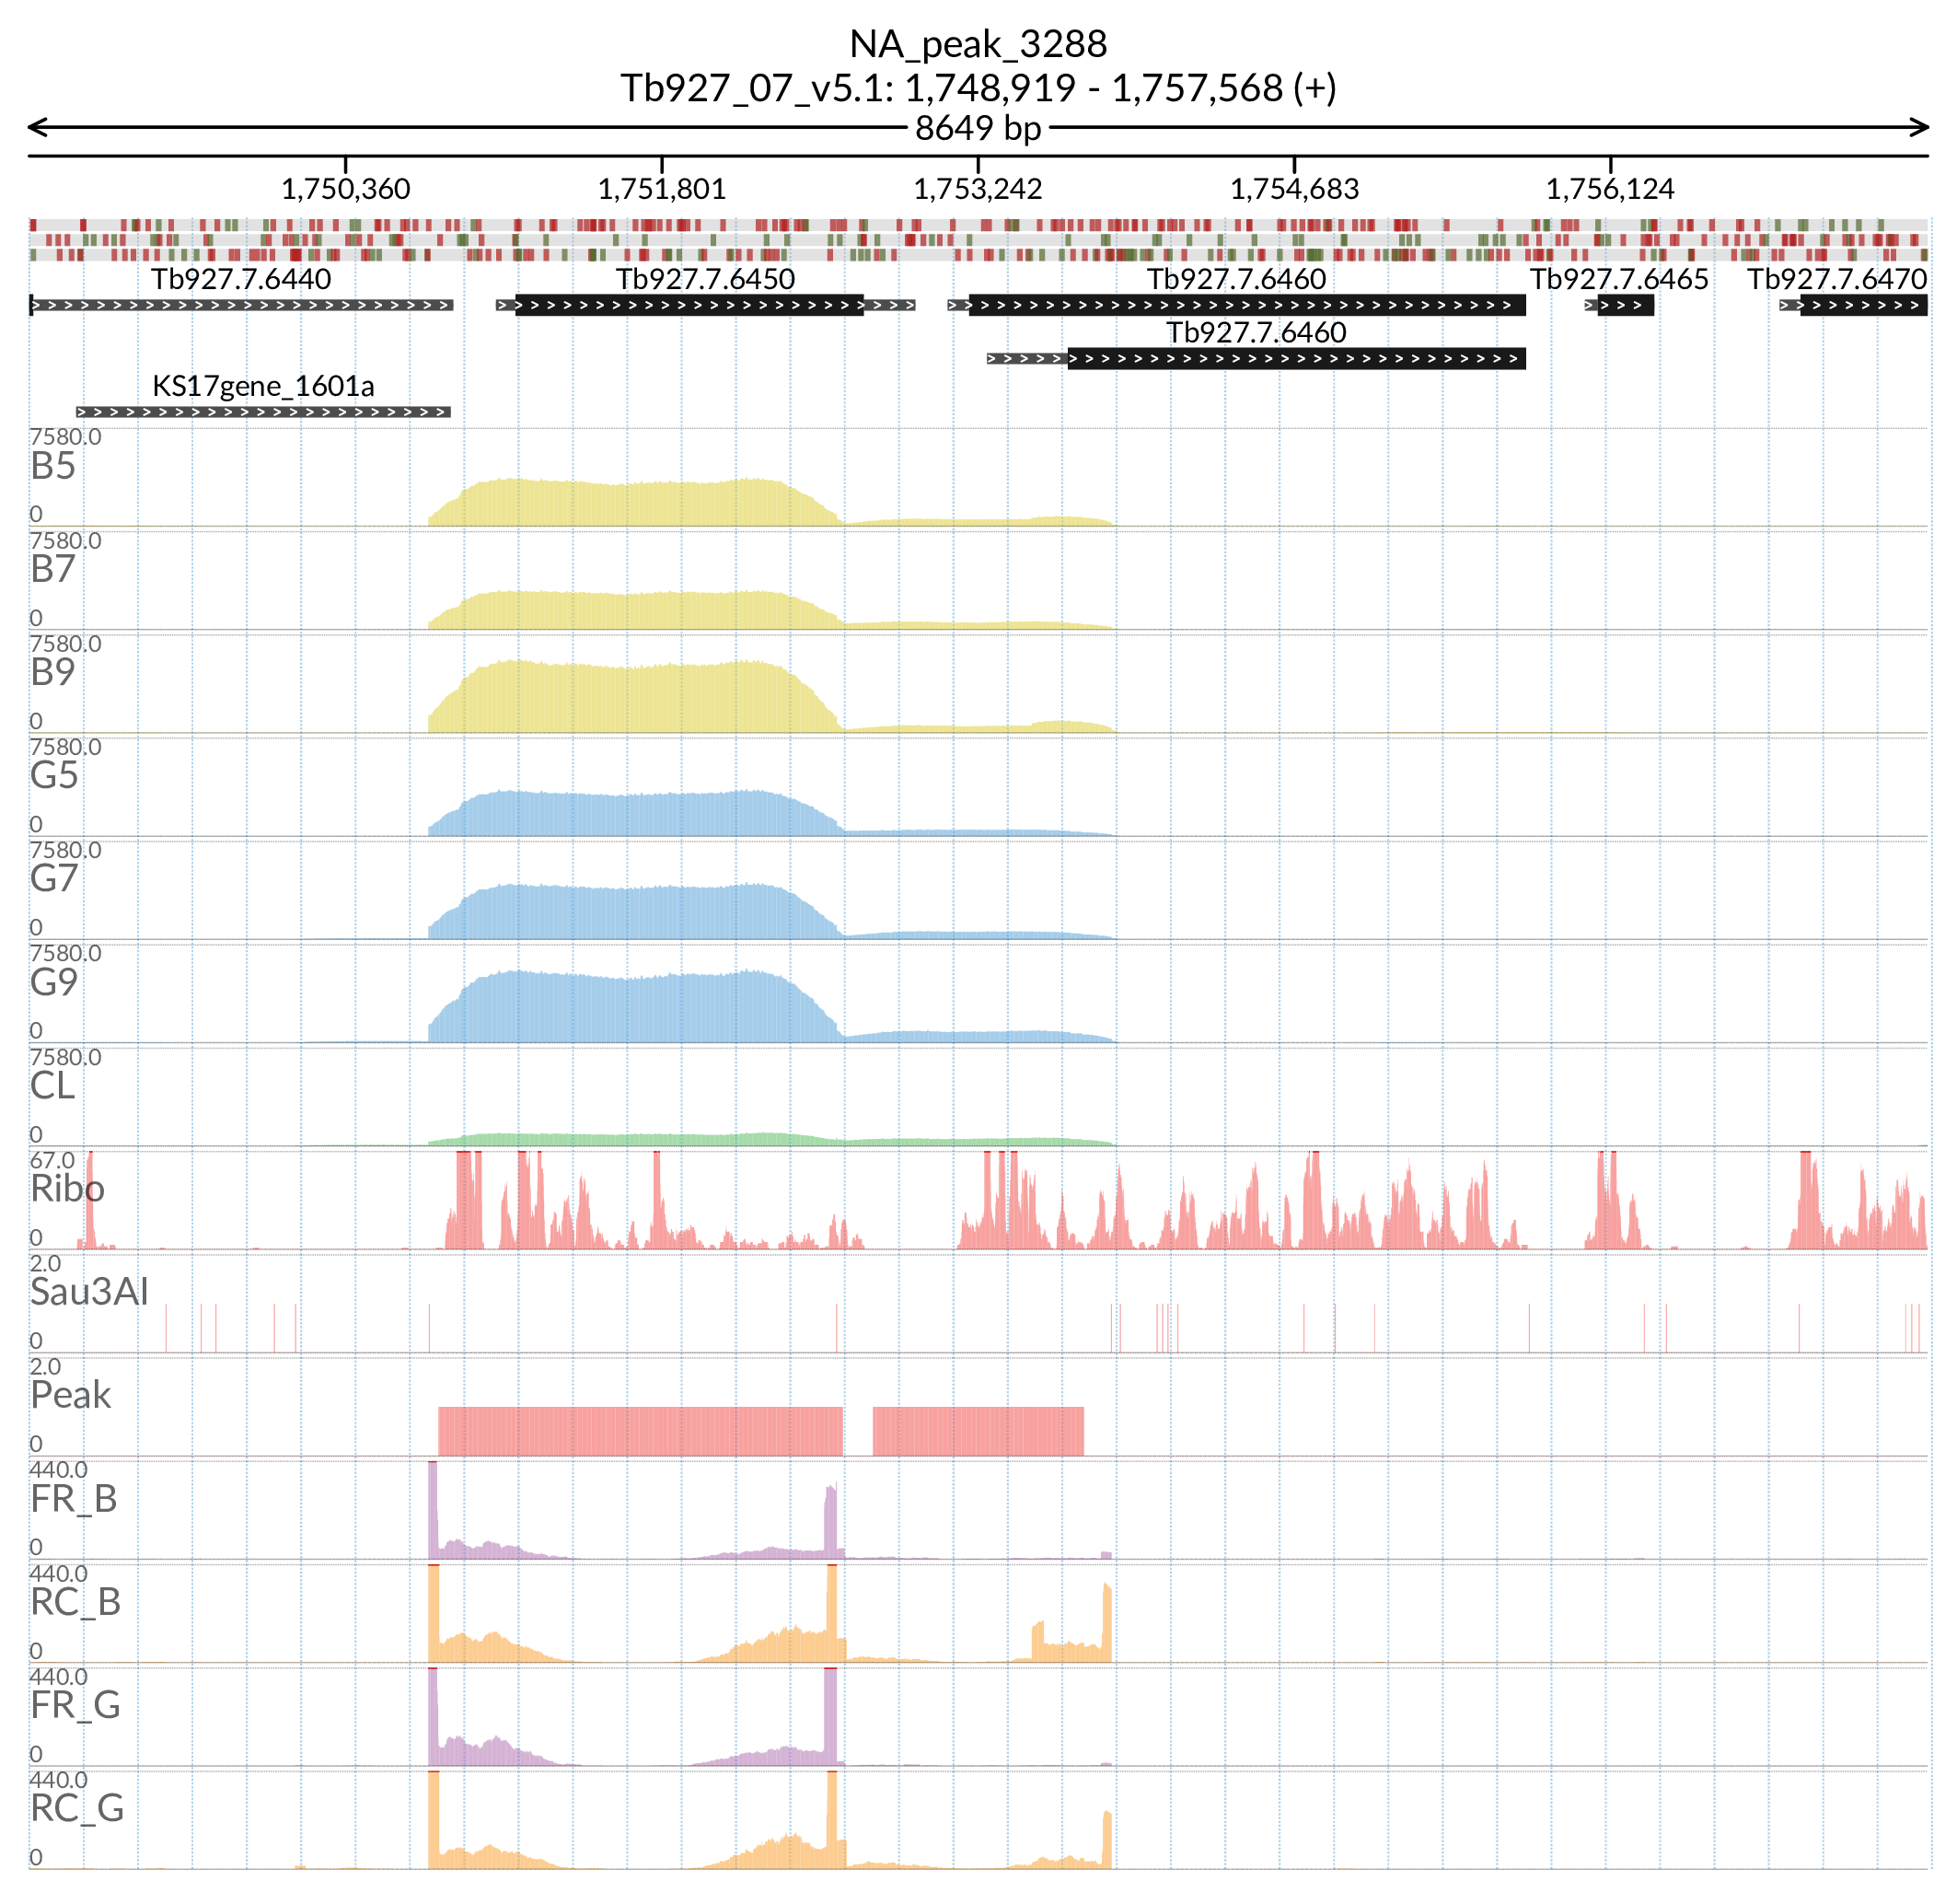 NA_peak_3288
Tb927_07_v5.1: 1,748,919 - 1,757,568 (+)
8649 bp
1,750,360 1,751,801 1,753,242 1,754,683 1,756,124
Tb927.7.6440 Tb927.7.6450 Tb927.7.6460 Tb927.7.6465 Tb927.7.6470
Tb927.7.6460
KS17gene_1601a
7580.0
B5
0
7580.0
B7
0
7580.0
B9
0
7580.0
G5
0
7580.0
G7
0
7580.0
G9
0
7580.0
CL
0
67.0
Ribo
0
2.0
Sau3AI
0
2.0
Peak
0
440.0
FR_B
0
440.0
RC_B
0
440.0
FR_G
0
440.0
RC_G
0